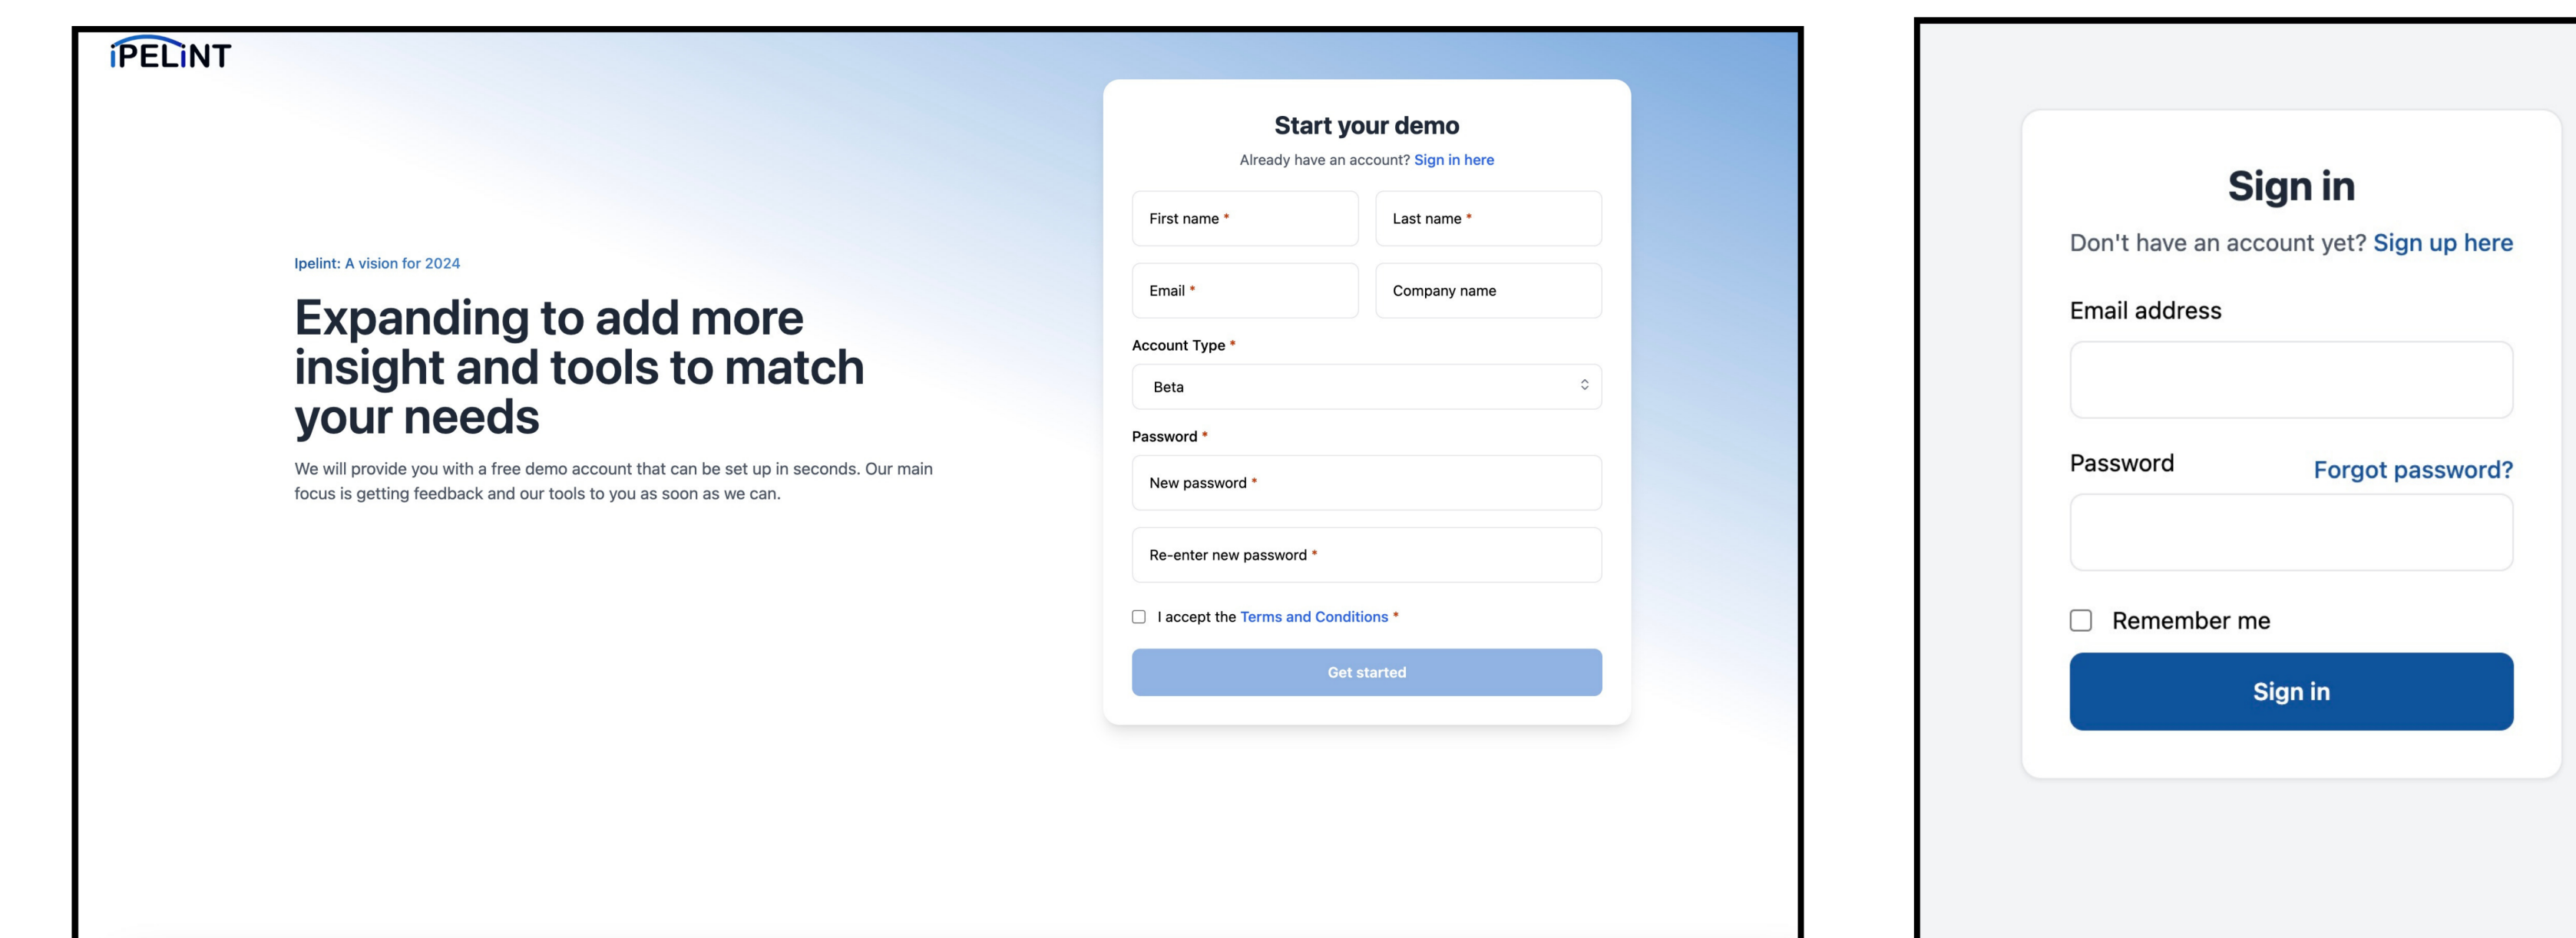 iPELiNT
Ipelint: A vision for 2024
Expanding to add more
insight and tools to match
your needs
We will provide you with a free demo account that can be set up in seconds. Our main
focus is getting feedback and our tools to you as soon as we can.
Start your demo
Already have an account? Sign in here
First name *
Last name *
Email *
Company name
Account Type *
Beta
Password *
New password *
Re-enter new password *
I accept the Terms and Conditions *
Get started
Sign in
Don't have an account yet? Sign up here
Email address
Password
Forgot password?
Remember me
Sign in